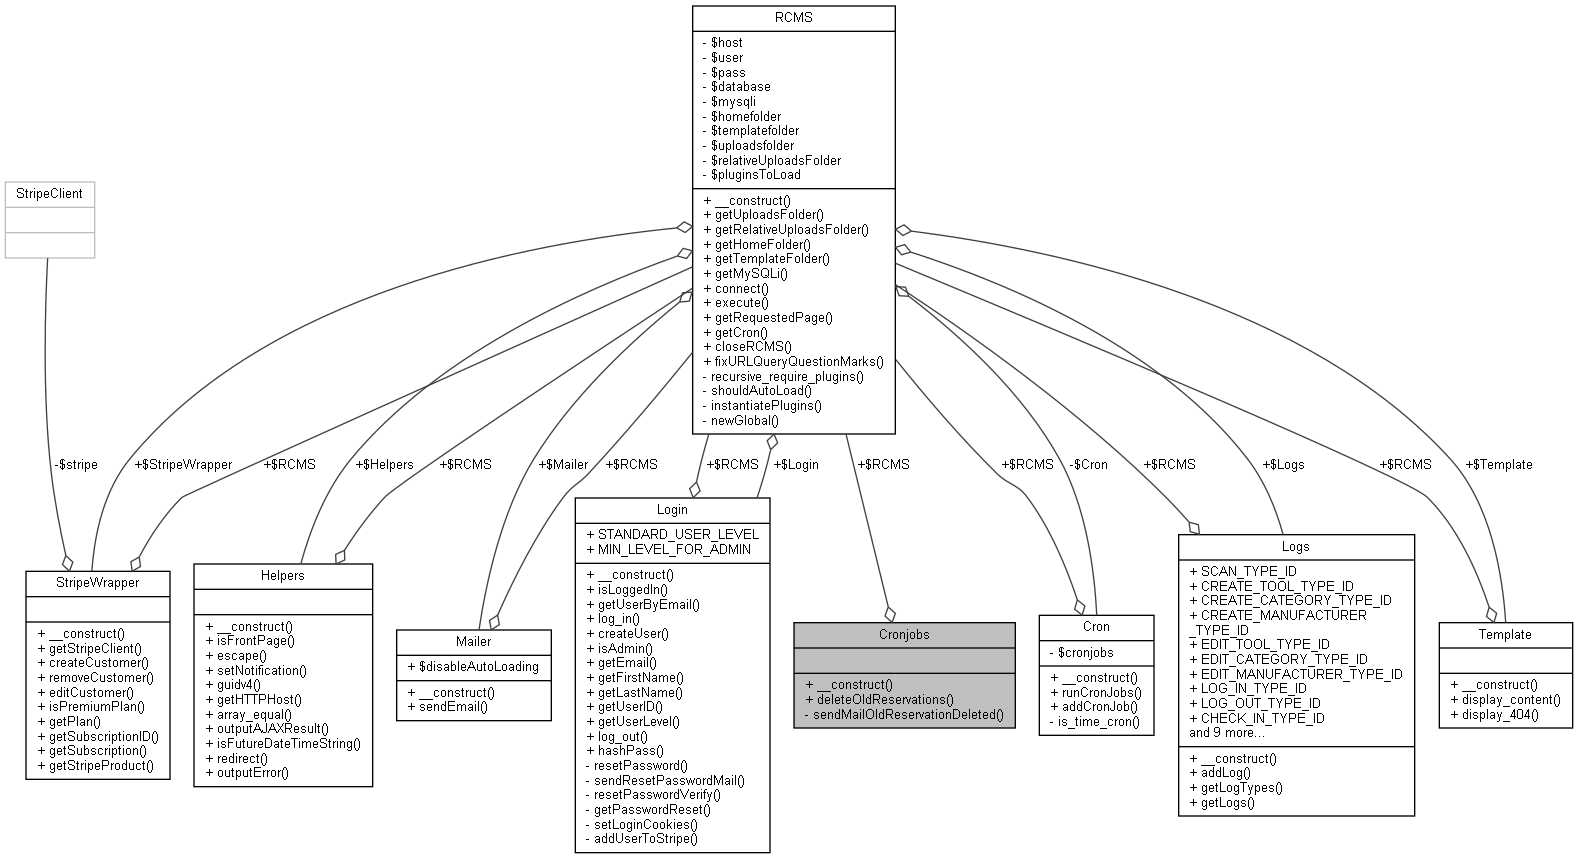 RCMS
- $host
- $user
- $pass
- $database
- $mysqli
- $homefolder
- $templatefolder
- $uploadsfolder
- $relativeUploadsFolder
- $pluginsToLoad
+ __construct()
+ getUploadsFolder()
+ getRelativeUploadsFolder()
+ getHomeFolder()
+ getTemplateFolder()
+ getMySQLi()
+ connect()
+ execute()
+ getRequestedPage()
+ getCron()
+ closeRCMS()
+ fixURLQueryQuestionMarks()
- recursive_require_plugins()
- shouldAutoLoad()
- instantiatePlugins()
- newGlobal()
StripeClient
-$stripe
+$StripeWrapper
+$RCMS
+$Helpers
+$RCMS
+$Mailer
+$RCMS
+$RCMS
+$Login
+$RCMS
+$RCMS
-$Cron
+$RCMS
+$Logs
+$RCMS
+$Template
StripeWrapper
+ __construct()
+ getStripeClient()
+ createCustomer()
+ removeCustomer()
+ editCustomer()
+ isPremiumPlan()
+ getPlan()
+ getSubscriptionID()
+ getSubscription()
+ getStripeProduct()
Helpers
+ __construct()
+ isFrontPage()
+ escape()
+ setNotification()
+ guidv4()
+ getHTTPHost()
+ array_equal()
+ outputAJAXResult()
+ isFutureDateTimeString()
+ redirect()
+ outputError()
Mailer
+ $disableAutoLoading
+ __construct()
+ sendEmail()
Login
+ STANDARD_USER_LEVEL
+ MIN_LEVEL_FOR_ADMIN
+ __construct()
+ isLoggedIn()
+ getUserByEmail()
+ log_in()
+ createUser()
+ isAdmin()
+ getEmail()
+ getFirstName()
+ getLastName()
+ getUserID()
+ getUserLevel()
+ log_out()
+ hashPass()
- resetPassword()
- sendResetPasswordMail()
- resetPasswordVerify()
- getPasswordReset()
- setLoginCookies()
- addUserToStripe()
Cronjobs
+ __construct()
+ deleteOldReservations()
- sendMailOldReservationDeleted()
Cron
- $cronjobs
+ __construct()
+ runCronJobs()
+ addCronJob()
- is_time_cron()
Logs
+ SCAN_TYPE_ID
+ CREATE_TOOL_TYPE_ID
+ CREATE_CATEGORY_TYPE_ID
+ CREATE_MANUFACTURER
_TYPE_ID
+ EDIT_TOOL_TYPE_ID
+ EDIT_CATEGORY_TYPE_ID
+ EDIT_MANUFACTURER_TYPE_ID
+ LOG_IN_TYPE_ID
+ LOG_OUT_TYPE_ID
+ CHECK_IN_TYPE_ID
and 9 more...
+ __construct()
+ addLog()
+ getLogTypes()
+ getLogs()
Template
+ __construct()
+ display_content()
+ display_404()